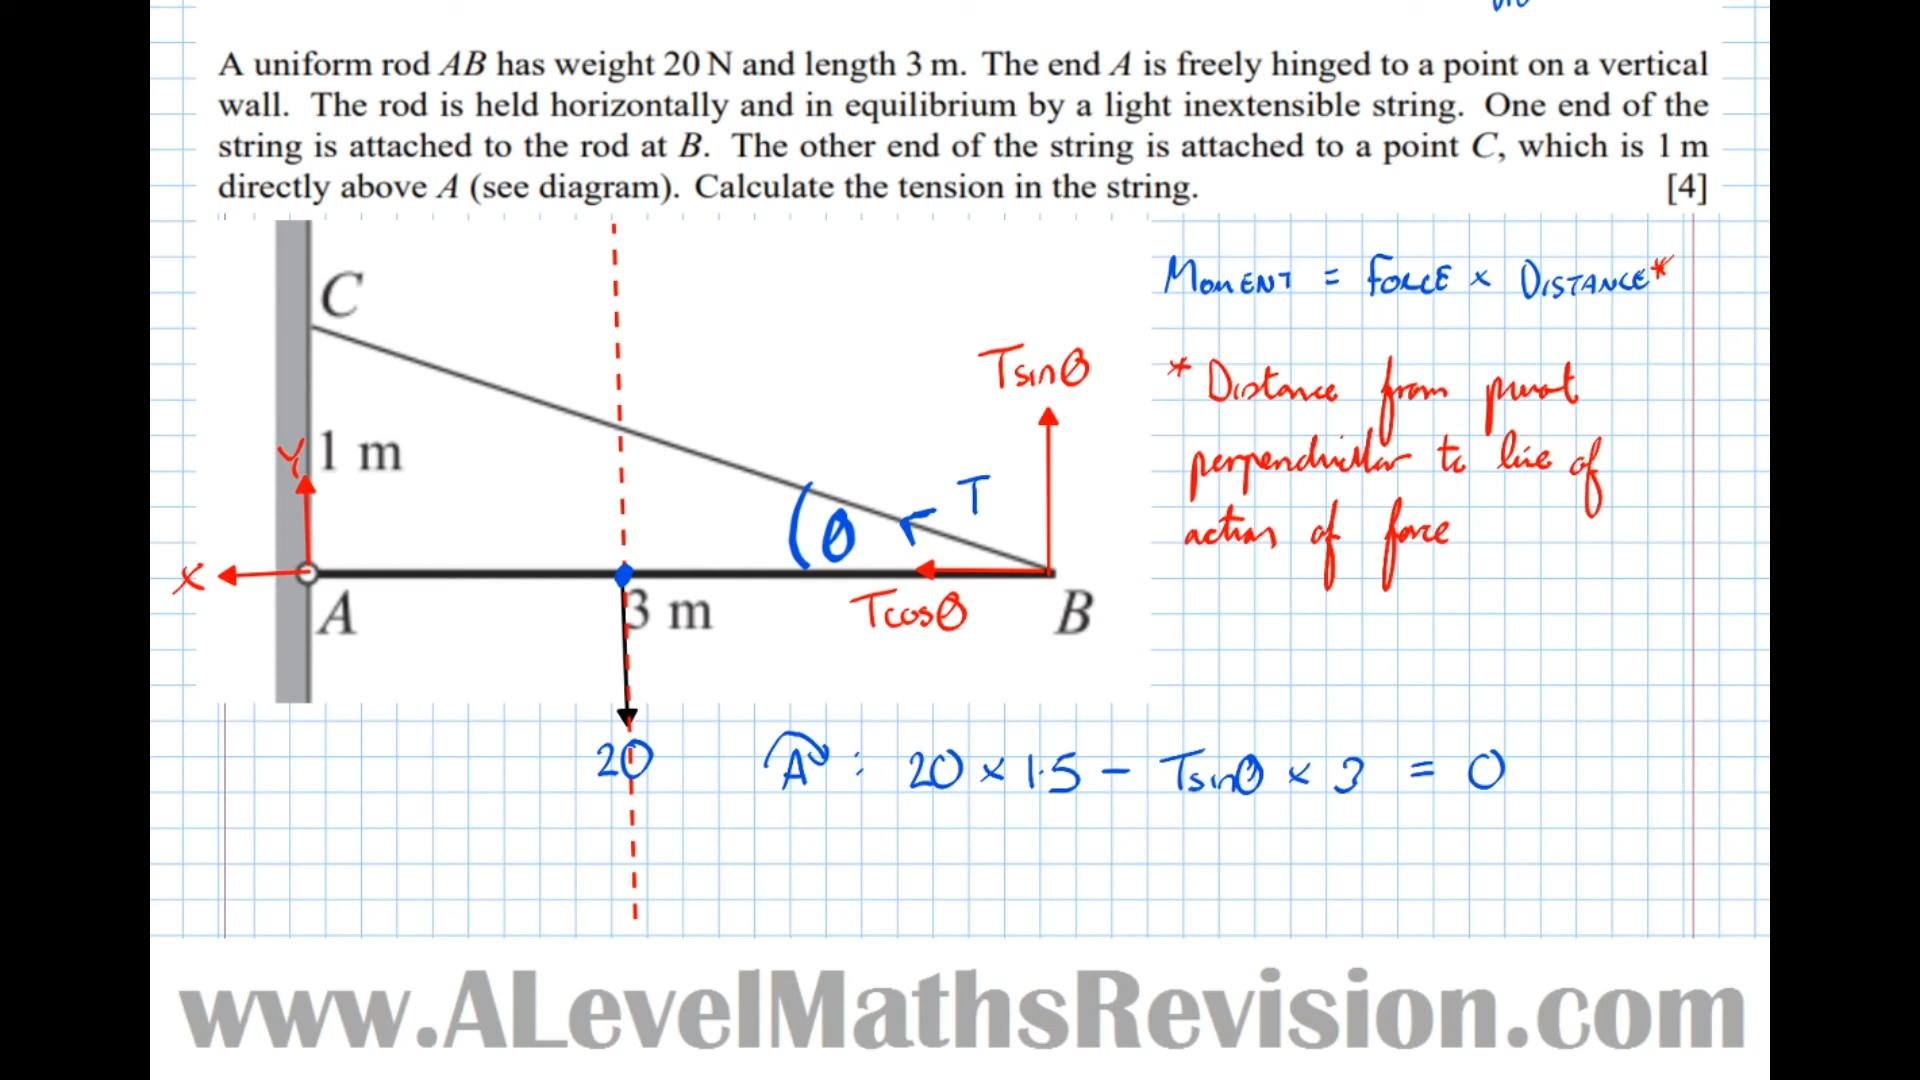 A uniform rod AB has weight 20 N and length 3 m. The end A is freely hinged to a point on a vertical
wall. The rod is held horizontally and in equilibrium by a light inextensible string. One end of the
string is attached to the rod at B. The other end of the string is attached to a point C, which is 1 m
directly above A (see diagram). Calculate the tension in the string. [4]
C
MOMENT = FORCE × DISTANCE*
Tsinθ
* Distance from pivot
perpendicular to line of
action of force
Y
1 m
T
θ
X
A
3 m
Tcosθ
B
20
A : 20 × 1.5 - Tsinθ × 3 = 0
www.ALevelMathsRevision.com